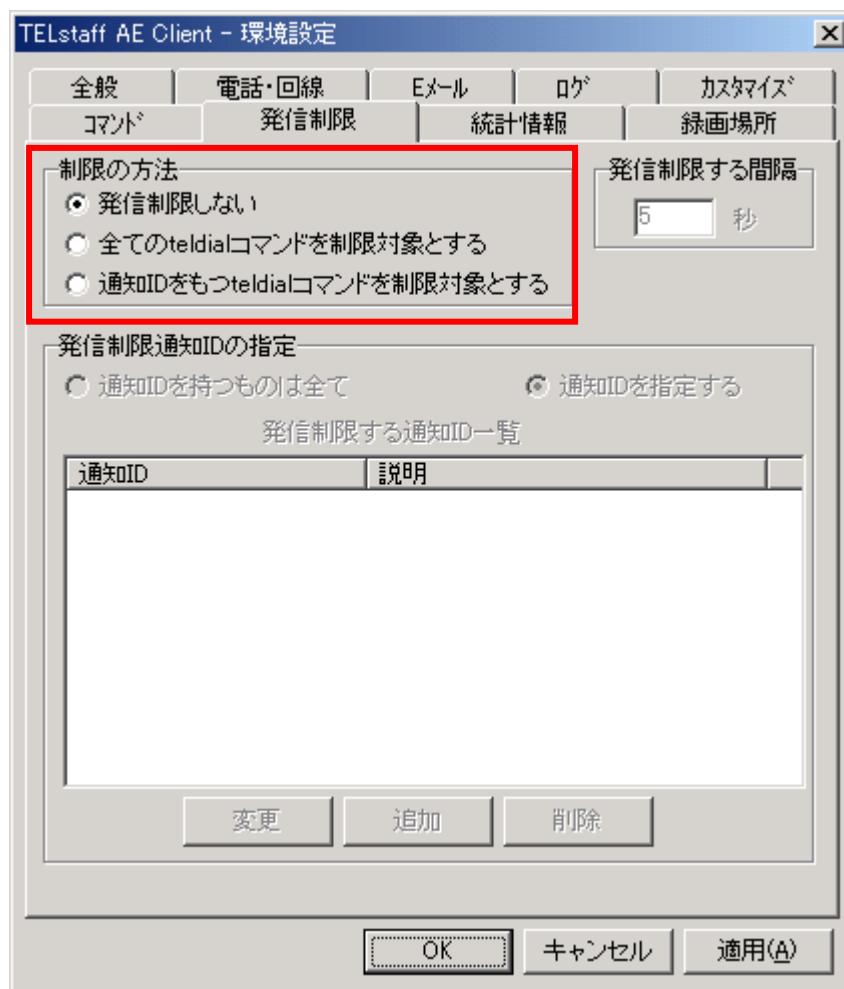 TELstaff AE Client - 環境設定
全般
電話・回線
Eﾒｰﾙ
ﾛｸﾞ
ｶｽﾀﾏｲｽﾞ
ｺﾏﾝﾄﾞ
発信制限
統計情報
録画場所
制限の方法
発信制限しない
全てのteldialコマンドを制限対象とする
通知IDをもつteldialコマンドを制限対象とする
発信制限する間隔
5 秒
発信制限通知IDの指定
通知IDを持つものは全て
通知IDを指定する
発信制限する通知ID一覧
通知ID
説明
変更
追加
削除
OK
キャンセル
適用(A)